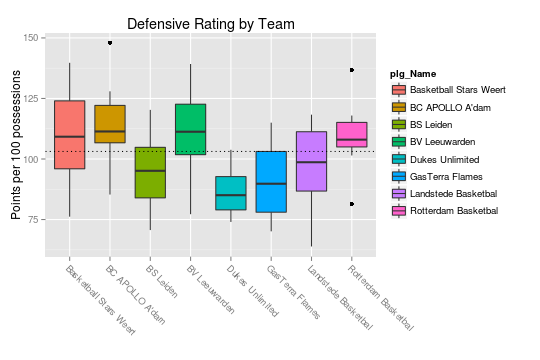 Defensive Rating by Team
Points per 100 possessions
150
125
100
75
Basketball Stars Weert
BC APOLLO A'dam
BS Leiden
BV Leeuwarden
Dukes Unlimited
GasTerra Flames
Landstede Basketbal
Rotterdam Basketbal
plg_Name
Basketball Stars Weert
BC APOLLO A'dam
BS Leiden
BV Leeuwarden
Dukes Unlimited
GasTerra Flames
Landstede Basketbal
Rotterdam Basketbal